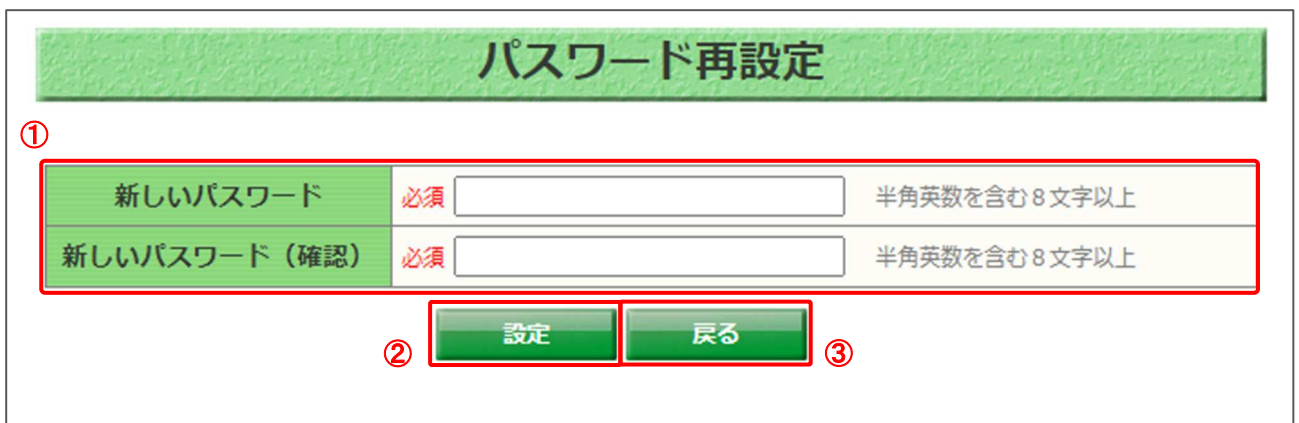 パスワード再設定
①
新しいパスワード 必須 半角英数を含む8文字以上
新しいパスワード（確認） 必須 半角英数を含む8文字以上
② 設定 戻る ③